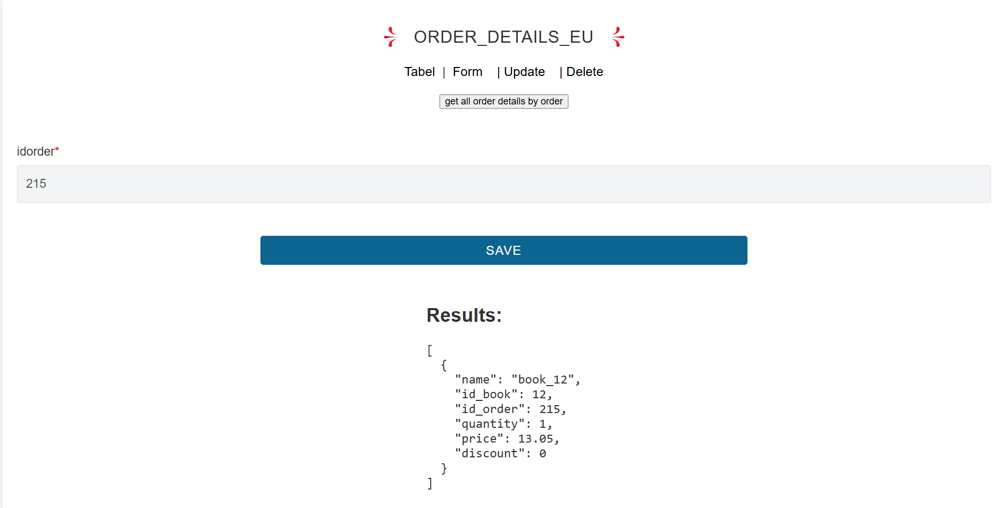 ORDER_DETAILS_EU
Tabel | Form | Update | Delete
get all order details by order
idorder*
215
SAVE
Results:
[
  {
    "name": "book_12",
    "id_book": 12,
    "id_order": 215,
    "quantity": 1,
    "price": 13.05,
    "discount": 0
  }
]